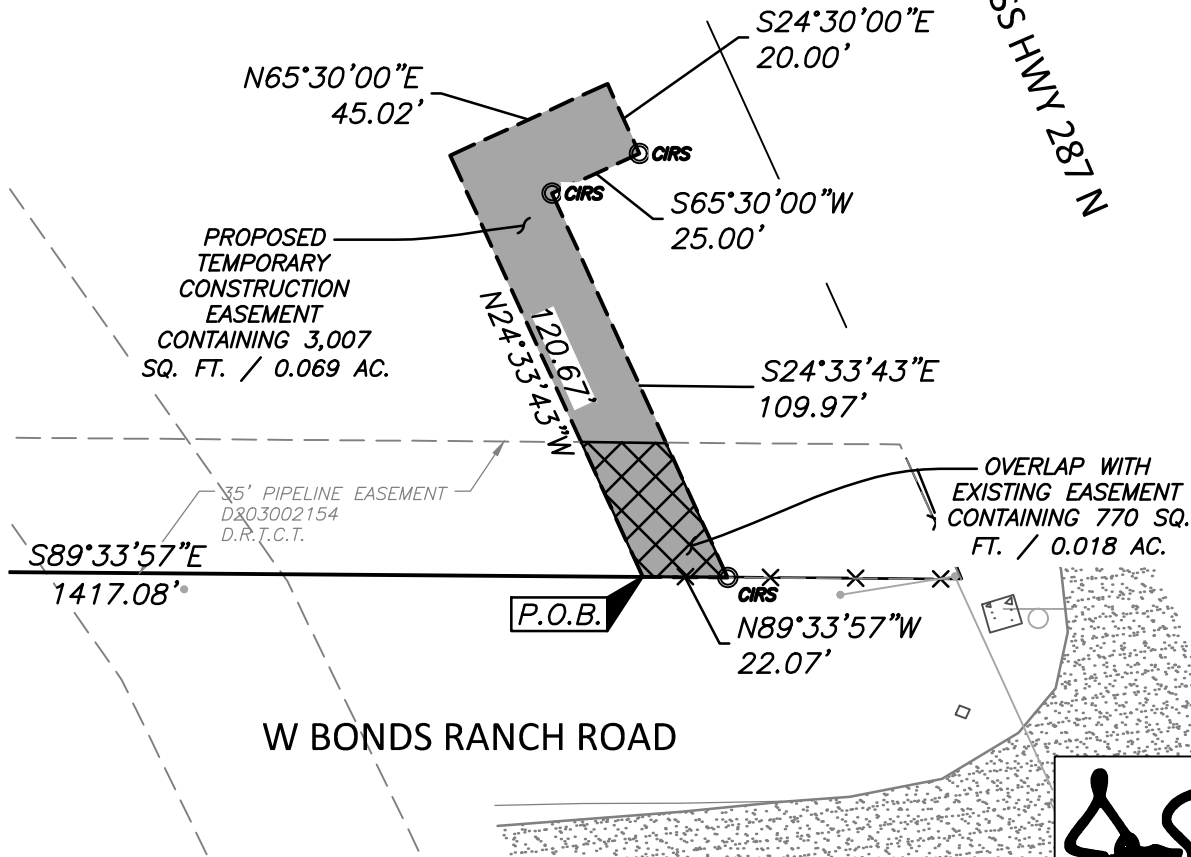 S24°30'00"E
20.00'
SS HWY 287 N
N65°30'00"E
45.02'
CIRS
CIRS
S65°30'00"W
25.00'
PROPOSED
TEMPORARY
CONSTRUCTION
EASEMENT
CONTAINING 3,007
SQ. FT. / 0.069 AC.
N24°33'43"W
120.67'
S24°33'43"E
109.97'
35' PIPELINE EASEMENT
D203002154
D.R.T.C.T.
OVERLAP WITH
EXISTING EASEMENT
CONTAINING 770 SQ.
FT. / 0.018 AC.
S89°33'57"E
1417.08'
P.O.B.
CIRS
N89°33'57"W
22.07'
W BONDS RANCH ROAD